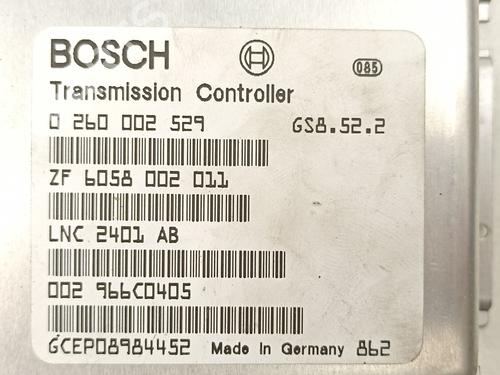 BOSCH
085
Transmission Controller
0 260 002 529 GS8.52.2
ZF 6058 002 011
LNC 2401 AB
002 966C0405
GCEP08984452 Made In Germany 862